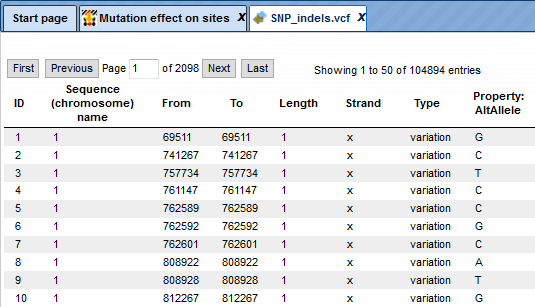 Start page Mutation effect on sites X SNP_indels.vcf X
First Previous Page 1 of 2098 Next Last Showing 1 to 50 of 104894 entries
ID Sequence (chromosome) name From To Length Strand Type Property: AltAllele
1 1 69511 69511 1 x variation G
2 1 741267 741267 1 x variation C
3 1 757734 757734 1 x variation T
4 1 761147 761147 1 x variation C
5 1 762589 762589 1 x variation C
6 1 762592 762592 1 x variation G
7 1 762601 762601 1 x variation C
8 1 808922 808922 1 x variation A
9 1 808928 808928 1 x variation T
10 1 812267 812267 1 x variation G